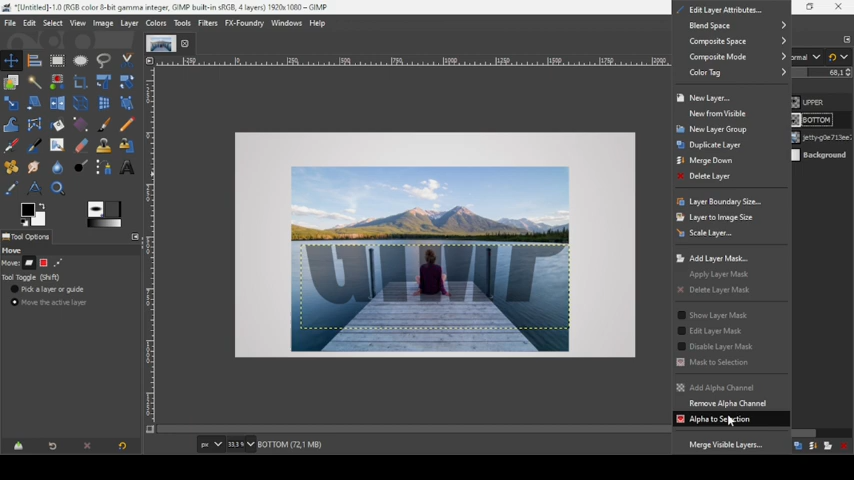 *[Untitled]-1.0 (RGB color 8-bit gamma integer, GIMP built-in sRGB, 4 layers) 1920x1080 – GIMP
File Edit Select View Image Layer Colors Tools Filters FX-Foundry Windows Help
Edit Layer Attributes...
Blend Space
Composite Space
Composite Mode
Color Tag
New Layer...
New from Visible
New Layer Group
Duplicate Layer
Merge Down
Delete Layer
Layer Boundary Size...
Layer to Image Size
Scale Layer...
Add Layer Mask...
Apply Layer Mask
Delete Layer Mask
Show Layer Mask
Edit Layer Mask
Disable Layer Mask
Mask to Selection
Add Alpha Channel
Remove Alpha Channel
Alpha to Selection
Merge Visible Layers...
68,1
UPPER
BOTTOM
Background
GIMP
Tool Options
Move
Move:
Tool Toggle (Shift)
Pick a layer or guide
Move the active layer
px 33,3 % BOTTOM (72,1 MB)